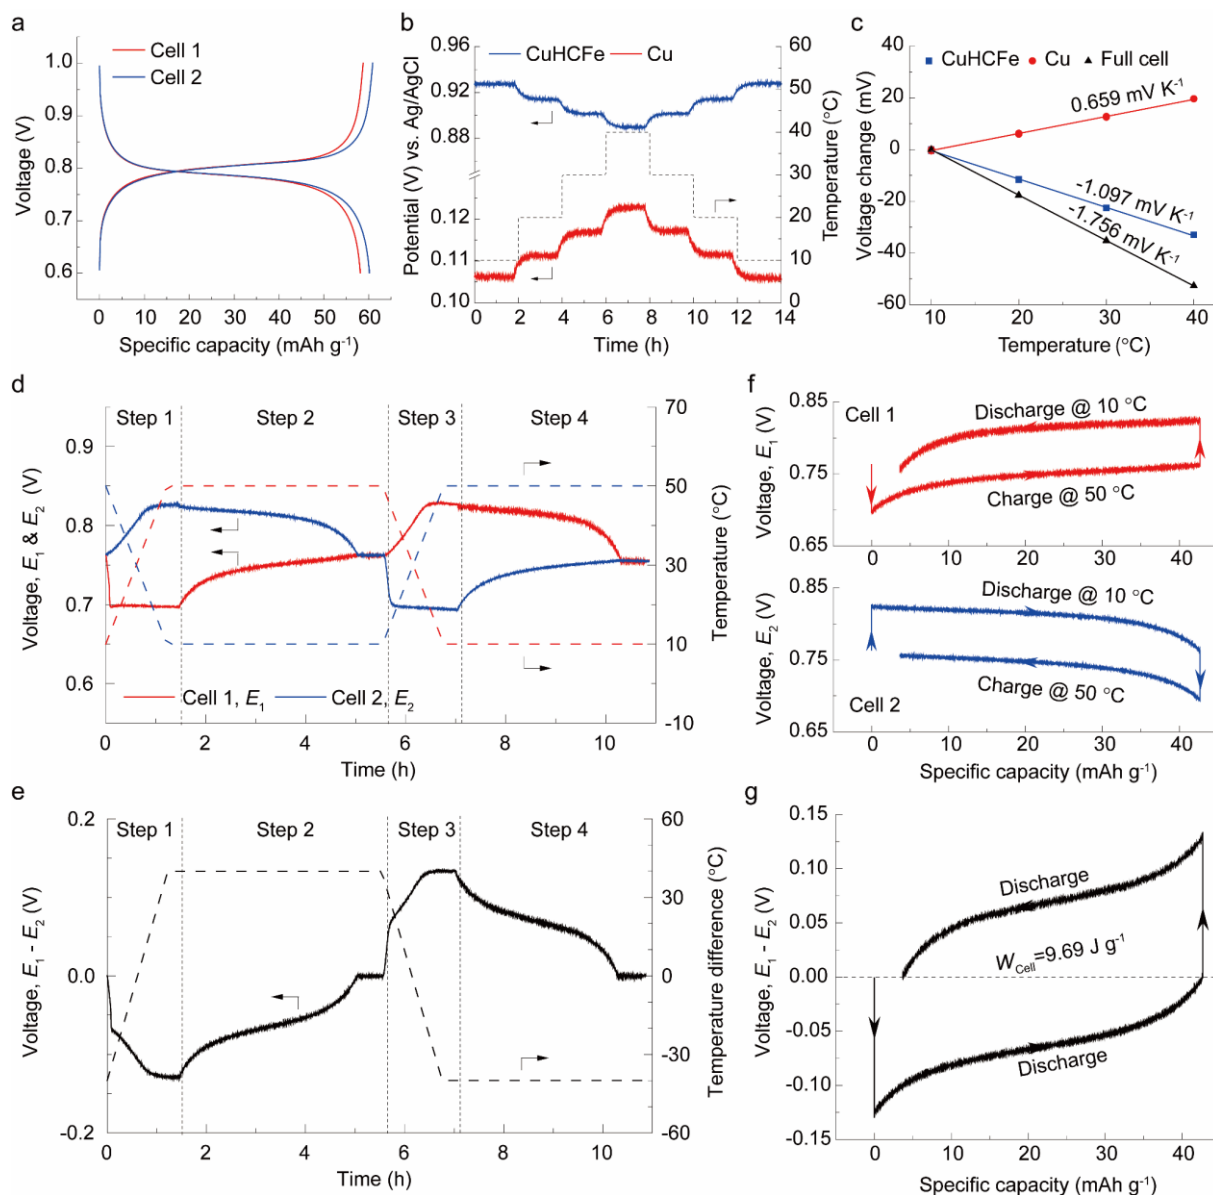 a
Cell 1
Cell 2
1.0
0.9
0.8
0.7
0.6
Voltage (V)
0 10 20 30 40 50 60
Specific capacity (mAh g⁻¹)
b
CuHCFe Cu
0.96
0.92
0.88
0.12
0.11
0.10
Potential (V) vs. Ag/AgCl
60
50
40
30
20
10
0
Temperature (°C)
0 2 4 6 8 10 12 14
Time (h)
c
CuHCFe Cu Full cell
40
20
0
-20
-40
-60
Voltage change (mV)
0.659 mV K⁻¹
-1.097 mV K⁻¹
-1.756 mV K⁻¹
10 20 30 40
Temperature (°C)
d
Step 1 Step 2 Step 3 Step 4
0.9
0.8
0.7
0.6
Voltage, E₁ & E₂ (V)
70
50
30
10
-10
Temperature (°C)
Cell 1, E₁ Cell 2, E₂
0 2 4 6 8 10
Time (h)
e
Step 1 Step 2 Step 3 Step 4
0.2
0.1
0.0
-0.1
-0.2
Voltage, E₁ - E₂ (V)
60
40
20
0
-20
-40
-60
Temperature difference (°C)
0 2 4 6 8 10
Time (h)
f
0.85
0.75
0.65
Voltage, E₁ (V)
Cell 1
Discharge @ 10 °C
Charge @ 50 °C
0 10 20 30 40
0.85
0.75
0.65
Voltage, E₂ (V)
Discharge @ 10 °C
Charge @ 50 °C
Cell 2
0 10 20 30 40
Specific capacity (mAh g⁻¹)
g
0.15
0.10
0.05
0.00
-0.05
-0.10
-0.15
Voltage, E₁ - E₂ (V)
Discharge
W_Cell=9.69 J g⁻¹
Discharge
0 10 20 30 40
Specific capacity (mAh g⁻¹)